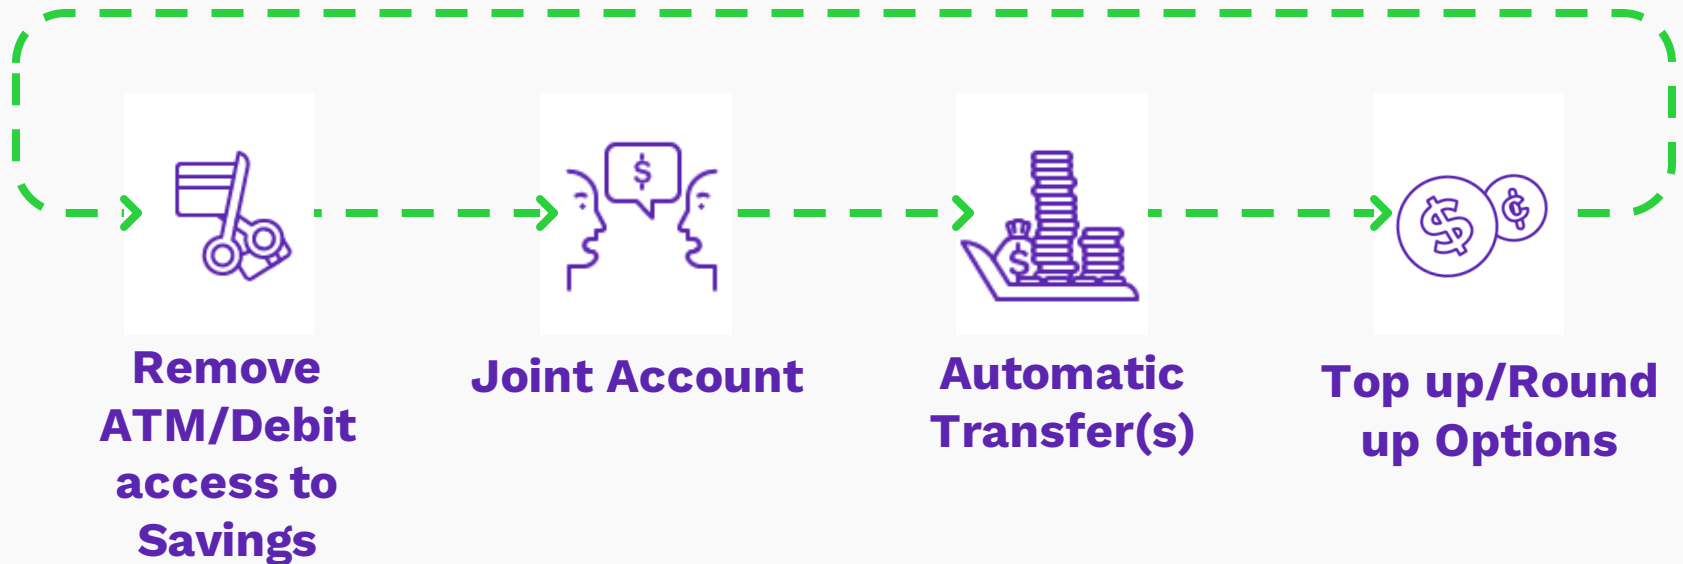 $
$
$
¢
Remove
ATM/Debit
access to
Savings
Joint Account
Automatic
Transfer(s)
Top up/Round
up Options